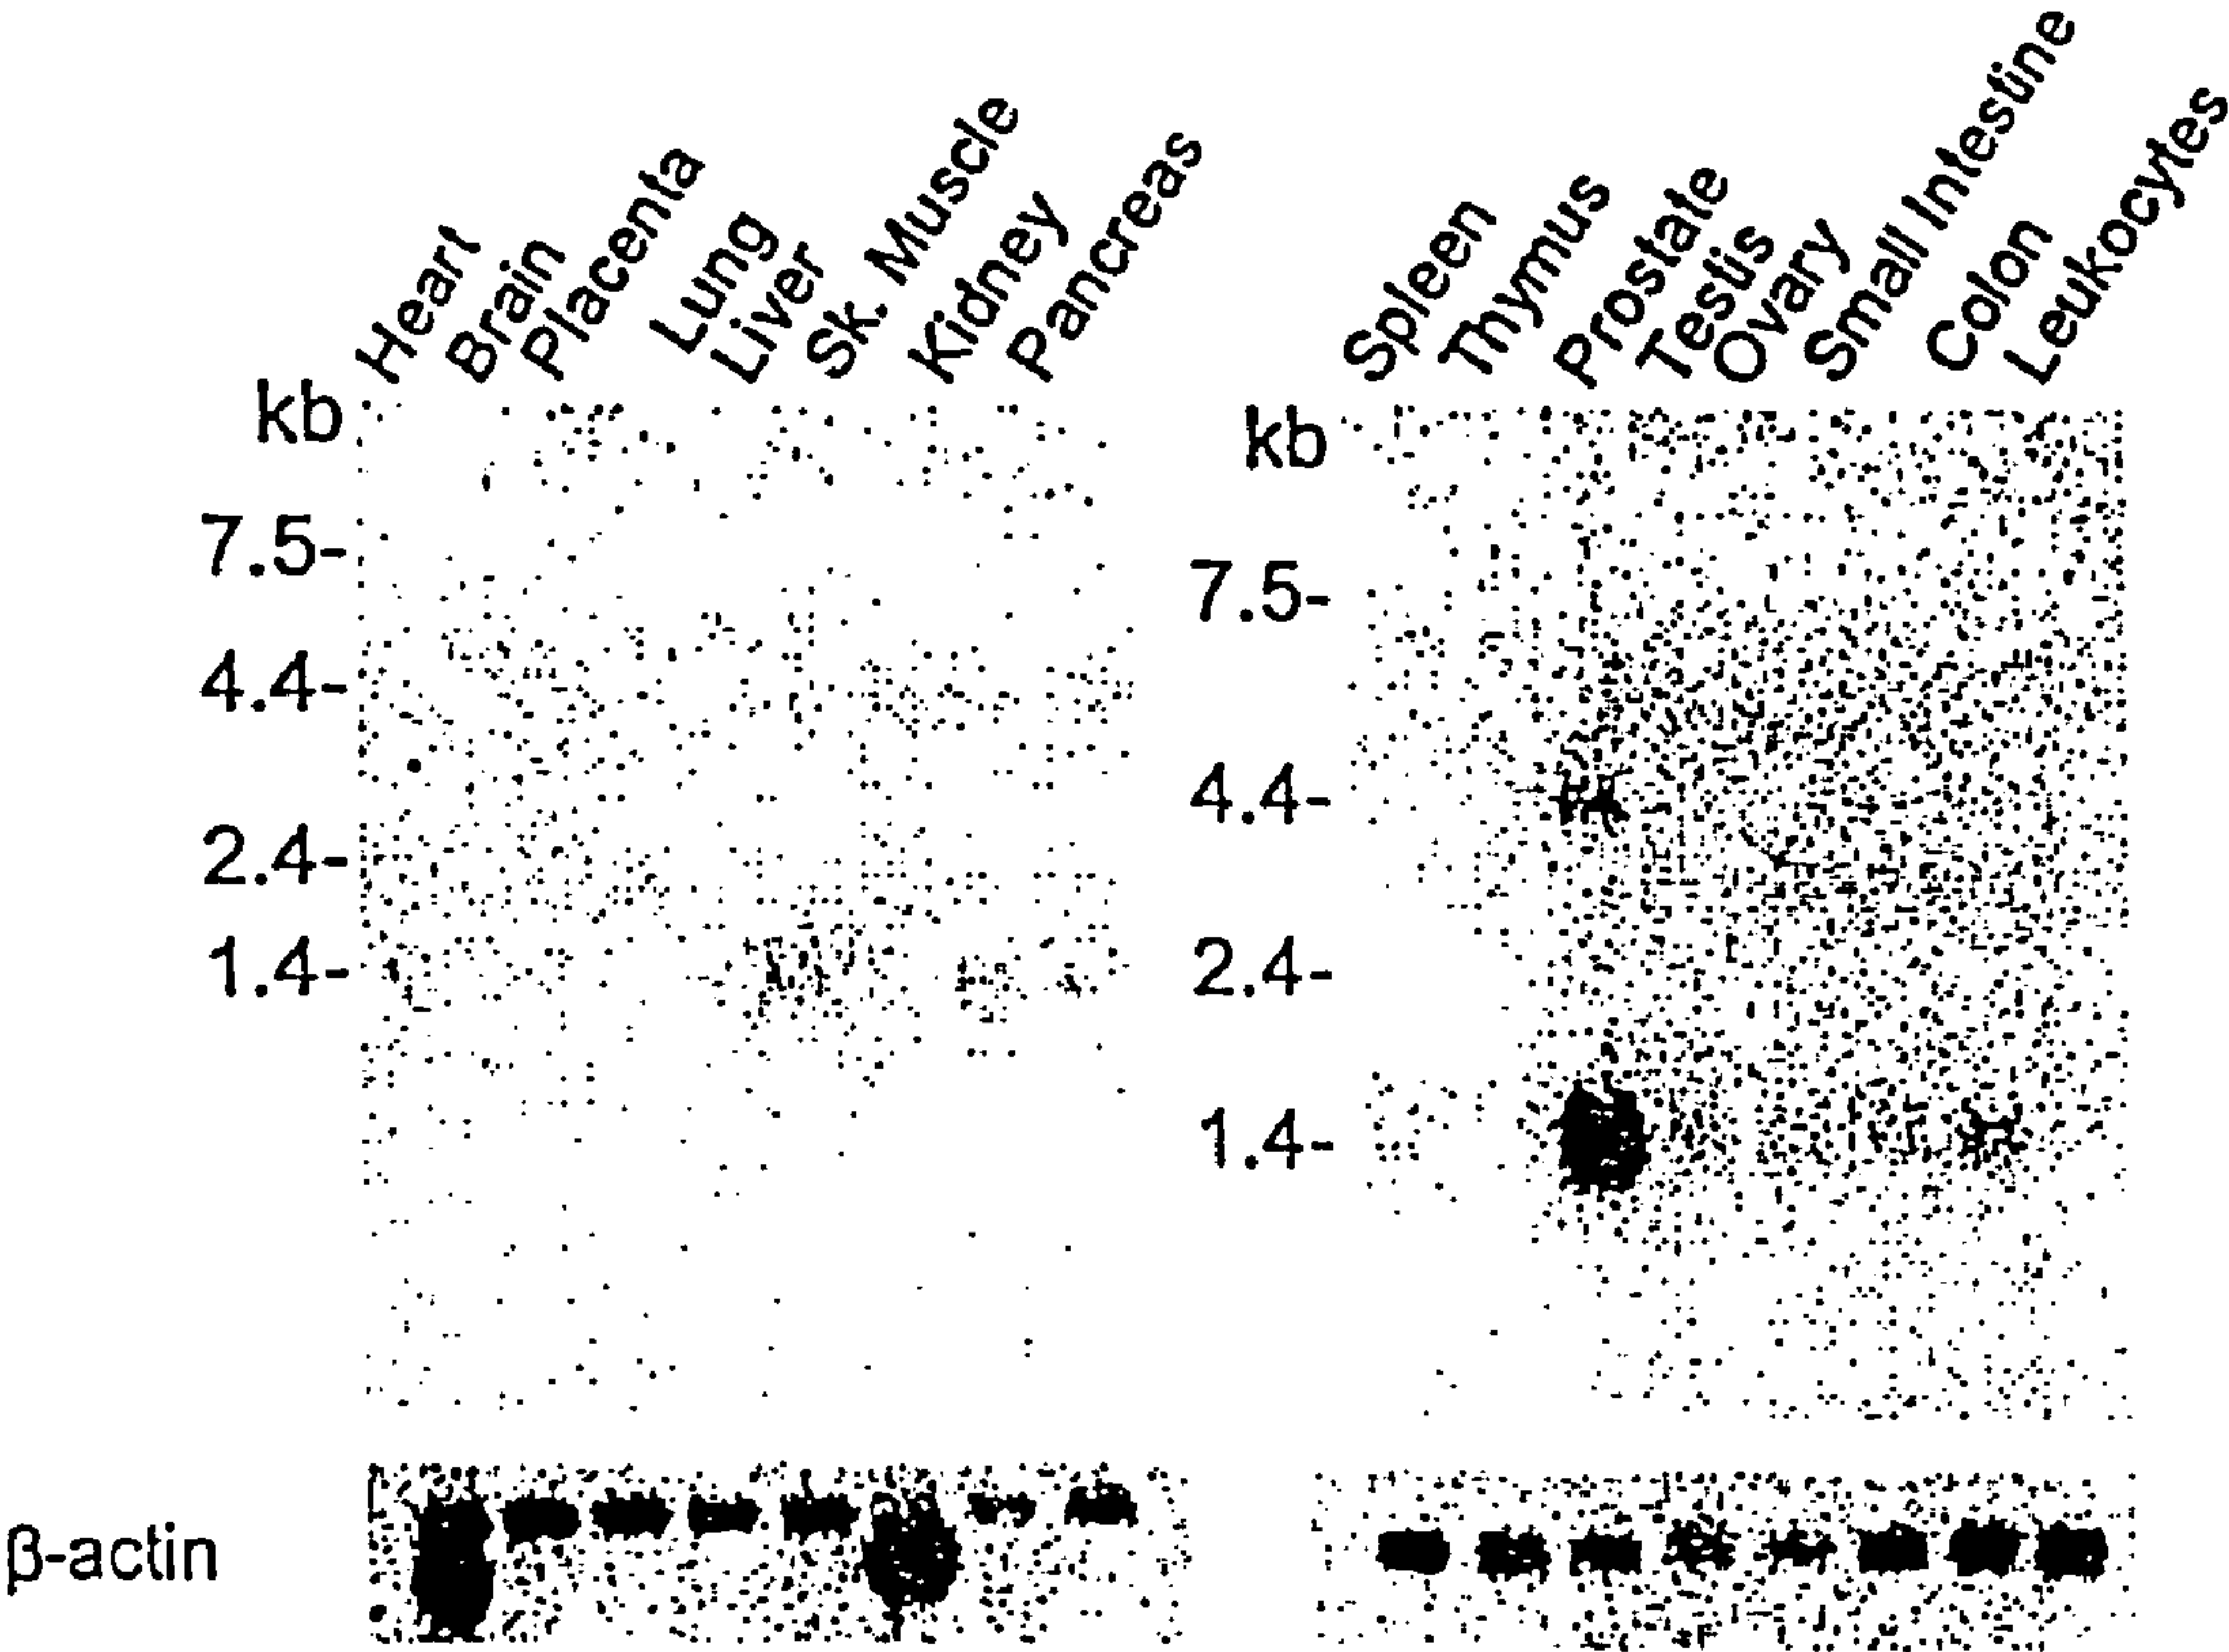 Heart
Brain
Placenta
Lung
Liver
Sk. Muscle
Kidney
Pancreas
kb
7.5-
4.4-
2.4-
1.4-
Spleen
Thymus
Prostate
Testis
Ovary
Small Intestine
Colon
Leukocytes
kb
7.5-
4.4-
2.4-
1.4-
β-actin